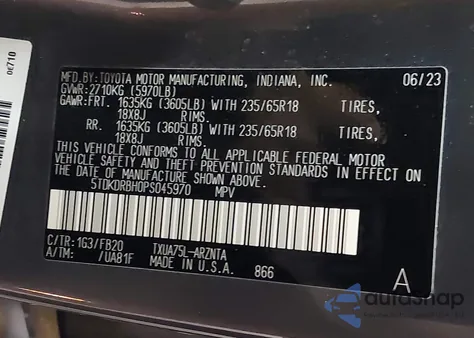 0E710
MFD.BY:TOYOTA MOTOR MANUFACTURING, INDIANA, INC. 06/23
GVWR:2710KG (5970LB)
GAWR:FRT. 1635KG (3605LB) WITH 235/65R18 TIRES,
18X8J RIMS.
RR. 1635KG (3605LB) WITH 235/65R18 TIRES,
18X8J RIMS.
THIS VEHICLE CONFORMS TO ALL APPLICABLE FEDERAL MOTOR
VEHICLE SAFETY AND THEFT PREVENTION STANDARDS IN EFFECT ON
THE DATE OF MANUFACTURE SHOWN ABOVE.
5TDKDRBH0PS045970 MPV
C/TR:1G3/FB20 TXUA75L-ARZNTA
A/TM: /UA81F MADE IN U.S.A. 866 A
autosnap